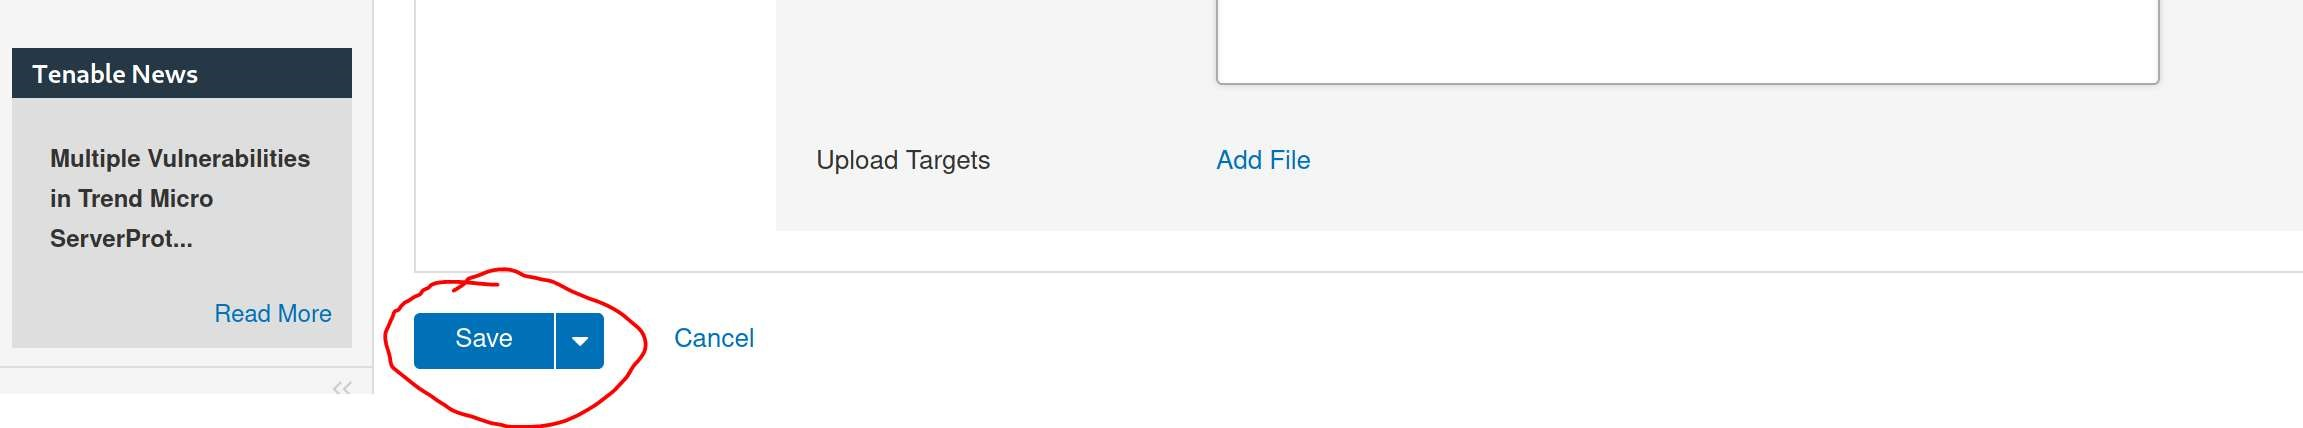 Tenable News
Multiple Vulnerabilities
in Trend Micro
ServerProt...
Read More
Upload Targets
Add File
Save
Cancel